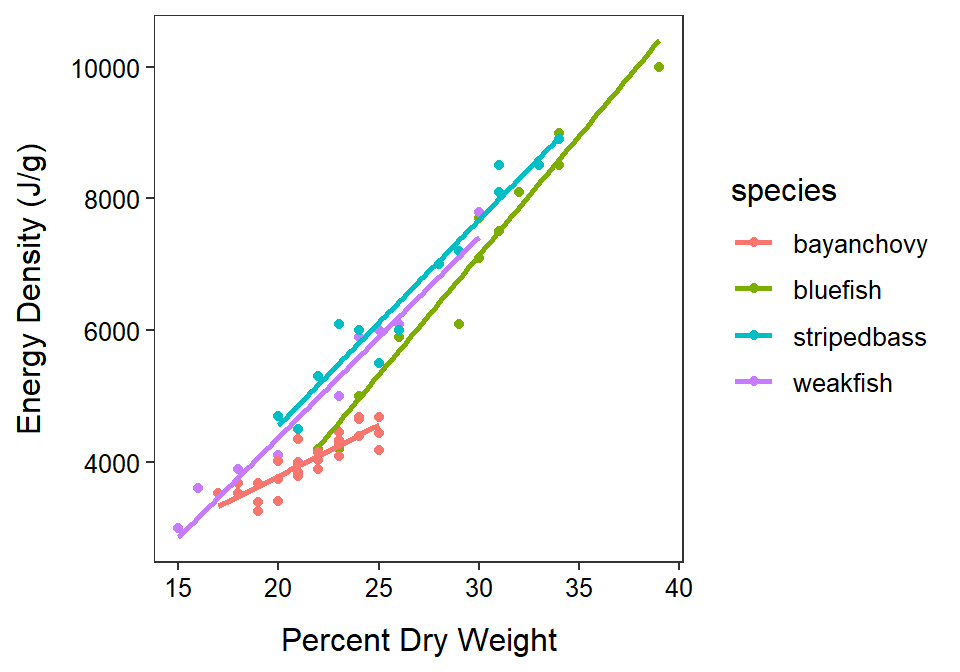 10000
8000
6000
4000
Energy Density (J/g)
15 20 25 30 35 40
Percent Dry Weight
species
bayanchovy
bluefish
stripedbass
weakfish